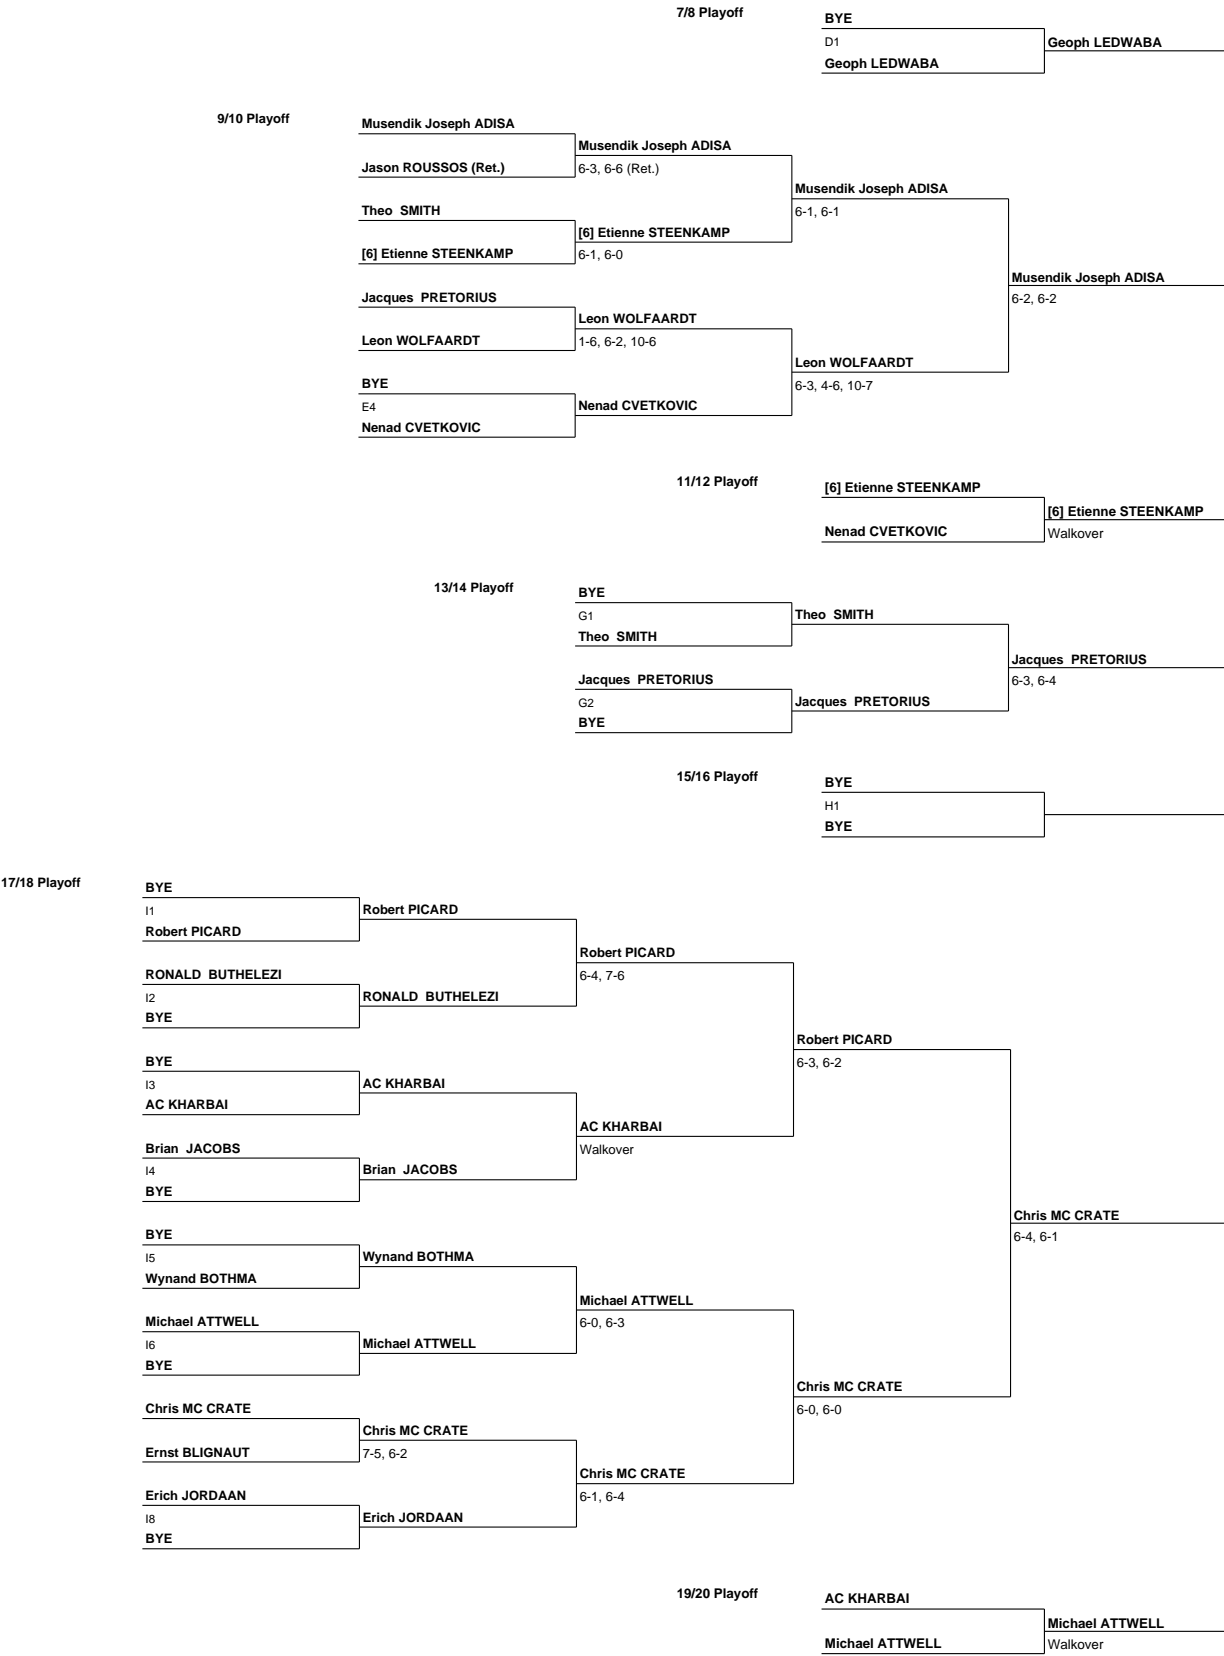 7/8 Playoff
BYE
D1
Geoph LEDWABA
Geoph LEDWABA
9/10 Playoff
Musendik Joseph ADISA
Musendik Joseph ADISA
Jason ROUSSOS (Ret.)
6-3, 6-6 (Ret.)
Musendik Joseph ADISA
Theo SMITH
6-1, 6-1
[6] Etienne STEENKAMP
[6] Etienne STEENKAMP
6-1, 6-0
Musendik Joseph ADISA
Jacques PRETORIUS
6-2, 6-2
Leon WOLFAARDT
Leon WOLFAARDT
1-6, 6-2, 10-6
Leon WOLFAARDT
BYE
6-3, 4-6, 10-7
E4
Nenad CVETKOVIC
Nenad CVETKOVIC
11/12 Playoff
[6] Etienne STEENKAMP
[6] Etienne STEENKAMP
Nenad CVETKOVIC
Walkover
13/14 Playoff
BYE
G1
Theo SMITH
Theo SMITH
Jacques PRETORIUS
Jacques PRETORIUS
6-3, 6-4
G2
Jacques PRETORIUS
BYE
15/16 Playoff
BYE
H1
BYE
17/18 Playoff
BYE
I1
Robert PICARD
Robert PICARD
Robert PICARD
RONALD BUTHELEZI
6-4, 7-6
I2
RONALD BUTHELEZI
BYE
Robert PICARD
BYE
6-3, 6-2
I3
AC KHARBAI
AC KHARBAI
AC KHARBAI
Brian JACOBS
Walkover
I4
Brian JACOBS
BYE
Chris MC CRATE
BYE
6-4, 6-1
I5
Wynand BOTHMA
Wynand BOTHMA
Michael ATTWELL
Michael ATTWELL
6-0, 6-3
I6
Michael ATTWELL
BYE
Chris MC CRATE
Chris MC CRATE
6-0, 6-0
Chris MC CRATE
Ernst BLIGNAUT
7-5, 6-2
Chris MC CRATE
Erich JORDAAN
6-1, 6-4
I8
Erich JORDAAN
BYE
19/20 Playoff
AC KHARBAI
Michael ATTWELL
Michael ATTWELL
Walkover